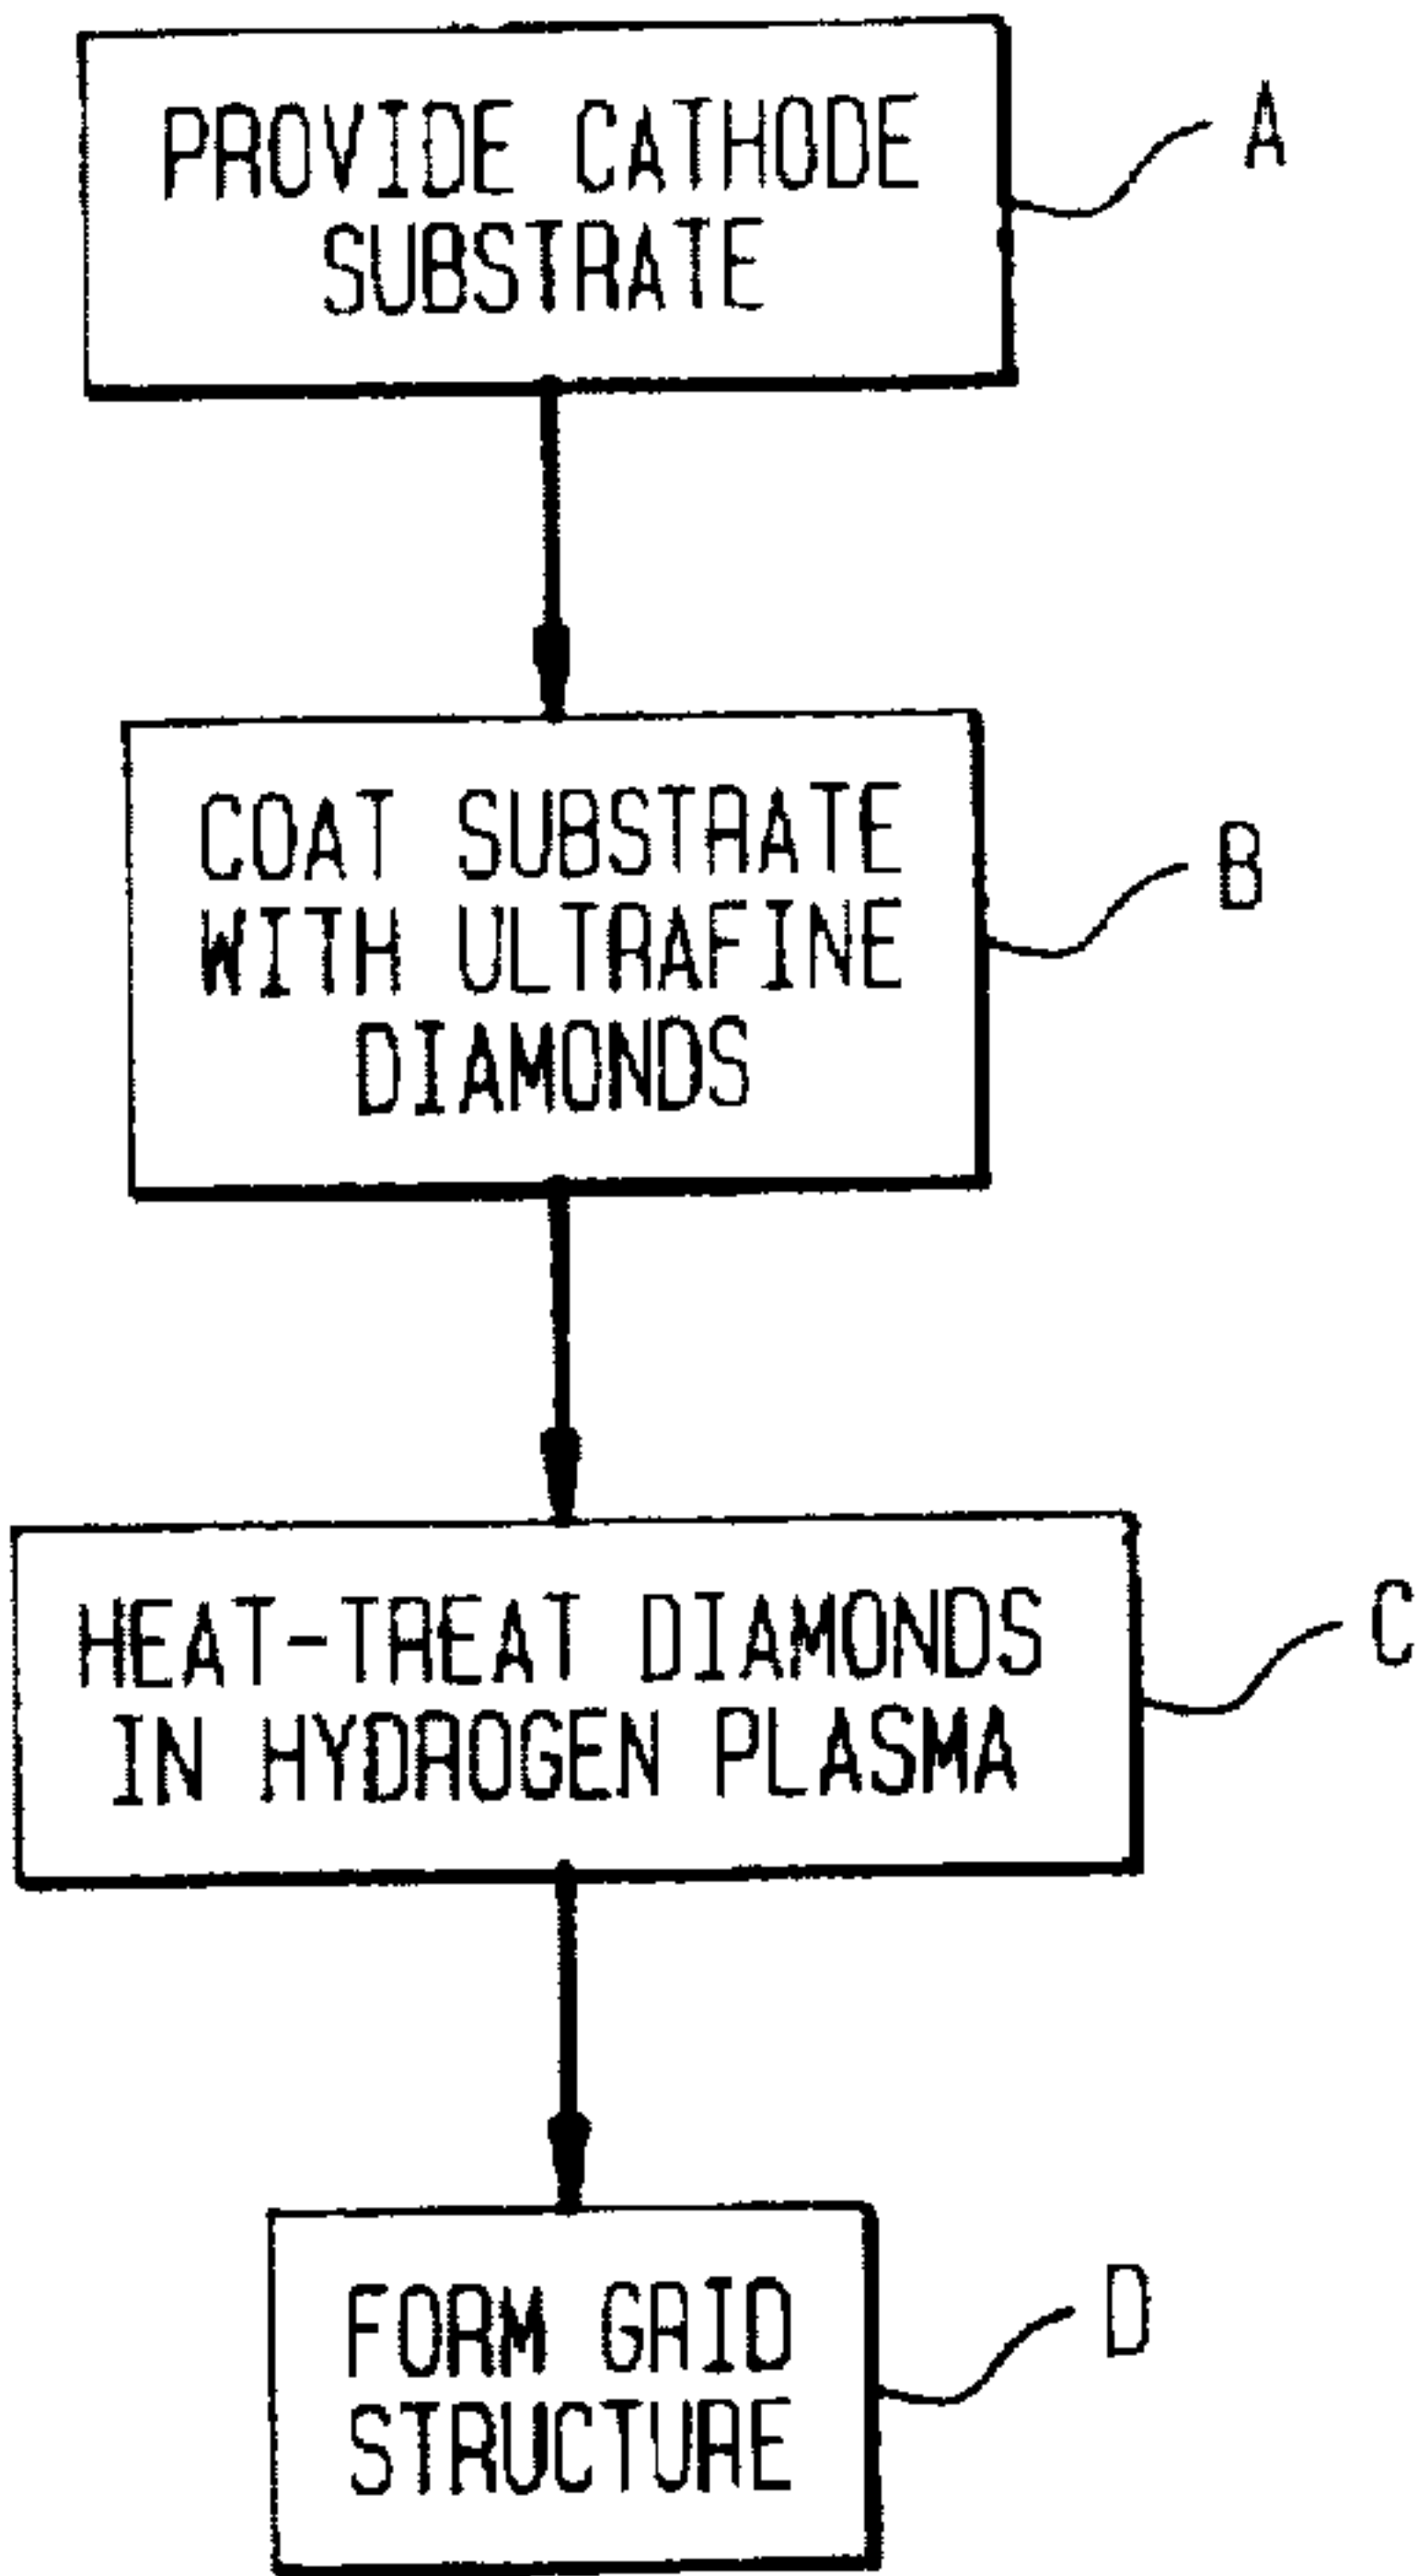 PROVIDE CATHODE
SUBSTRATE
A
COAT SUBSTRATE
WITH ULTRAFINE
DIAMONDS
B
HEAT-TREAT DIAMONDS
IN HYDROGEN PLASMA
C
FORM GRID
STRUCTURE
D